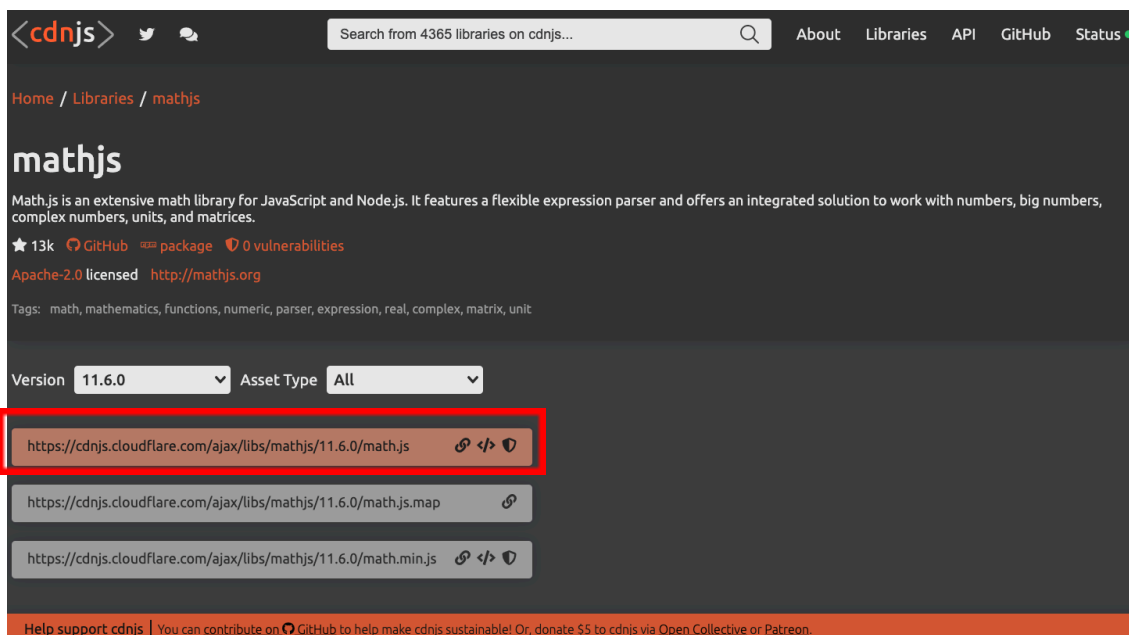 <cdnjs> Search from 4365 libraries on cdnjs... About Libraries API GitHub Status
Home / Libraries / mathjs
mathjs
Math.js is an extensive math library for JavaScript and Node.js. It features a flexible expression parser and offers an integrated solution to work with numbers, big numbers,
complex numbers, units, and matrices.
13k GitHub package 0 vulnerabilities
Apache-2.0 licensed http://mathjs.org
Tags: math, mathematics, functions, numeric, parser, expression, real, complex, matrix, unit
Version 11.6.0 Asset Type All
https://cdnjs.cloudflare.com/ajax/libs/mathjs/11.6.0/math.js </>
https://cdnjs.cloudflare.com/ajax/libs/mathjs/11.6.0/math.js.map
https://cdnjs.cloudflare.com/ajax/libs/mathjs/11.6.0/math.min.js </>
Help support cdnjs | You can contribute on GitHub to help make cdnjs sustainable! Or, donate $5 to cdnjs via Open Collective or Patreon.